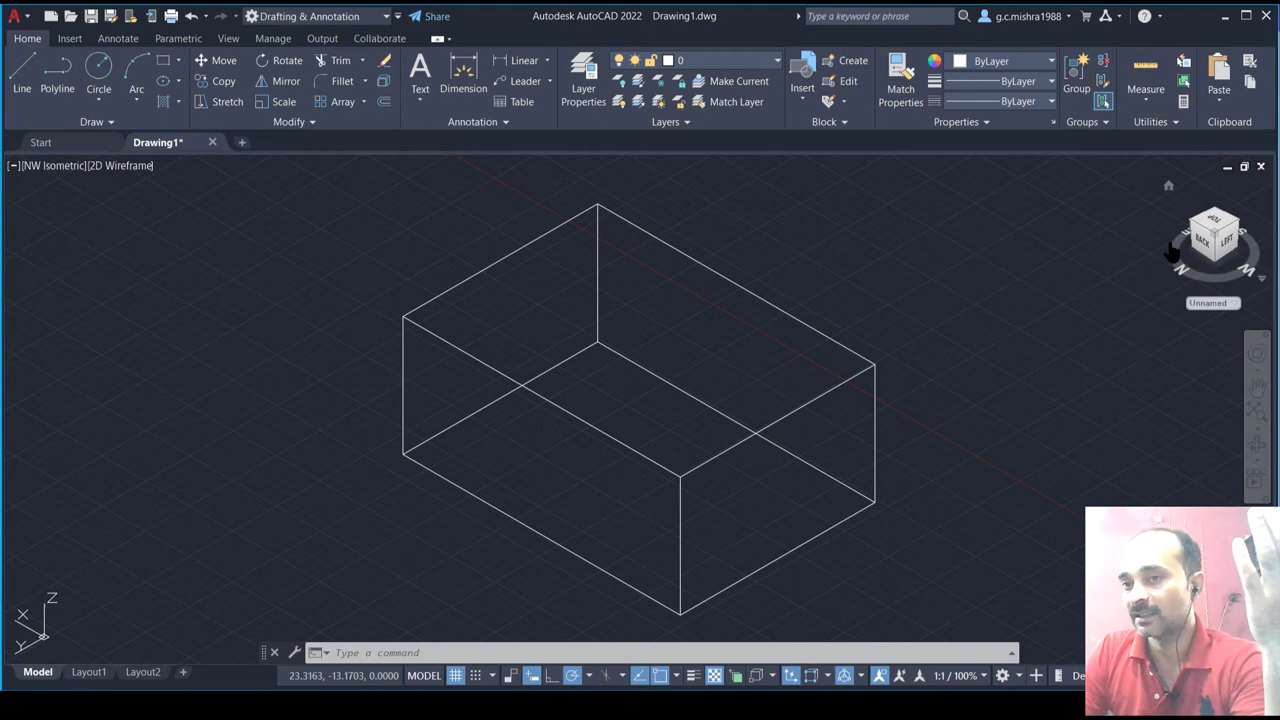 Drafting & Annotation
Share
Autodesk AutoCAD 2022 Drawing1.dwg
Type a keyword or phrase
g.c.mishra1988
Home Insert Annotate Parametric View Manage Output Collaborate
Line
Polyline
Circle
Arc
Move
Copy
Stretch
Rotate
Mirror
Scale
Trim
Fillet
Array
Text
Dimension
Linear
Leader
Table
Layer
Properties
0
Make Current
Match Layer
Insert
Create
Edit
Match
Properties
ByLayer
ByLayer
ByLayer
Group
Measure
Paste
Draw Modify Annotation Layers Block Properties Groups Utilities Clipboard
Start Drawing1*
[−][NW Isometric][2D Wireframe]
TOP
BACK LEFT
S
N W
Unnamed
Z
X
Y
Type a command
Model Layout1 Layout2
23.3163, -13.1703, 0.0000 MODEL
1:1 / 100%
De